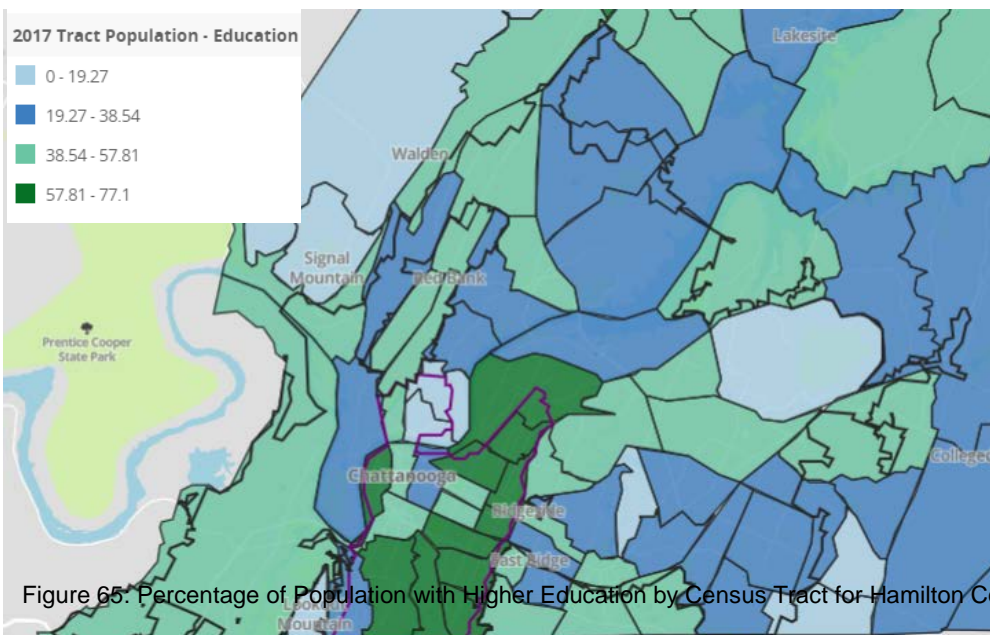 2017 Tract Population - Education
0 - 19.27
19.27 - 38.54
38.54 - 57.81
57.81 - 77.1
Lakesite
Walden
Signal
Mountain
Red Bank
Prentice Cooper
State Park
Colleged
Chattanooga
Ridgeside
East Ridge
Figure 65: Percentage of Population with Higher Education by Census Tract for Hamilton Co
Lookout
Mountain